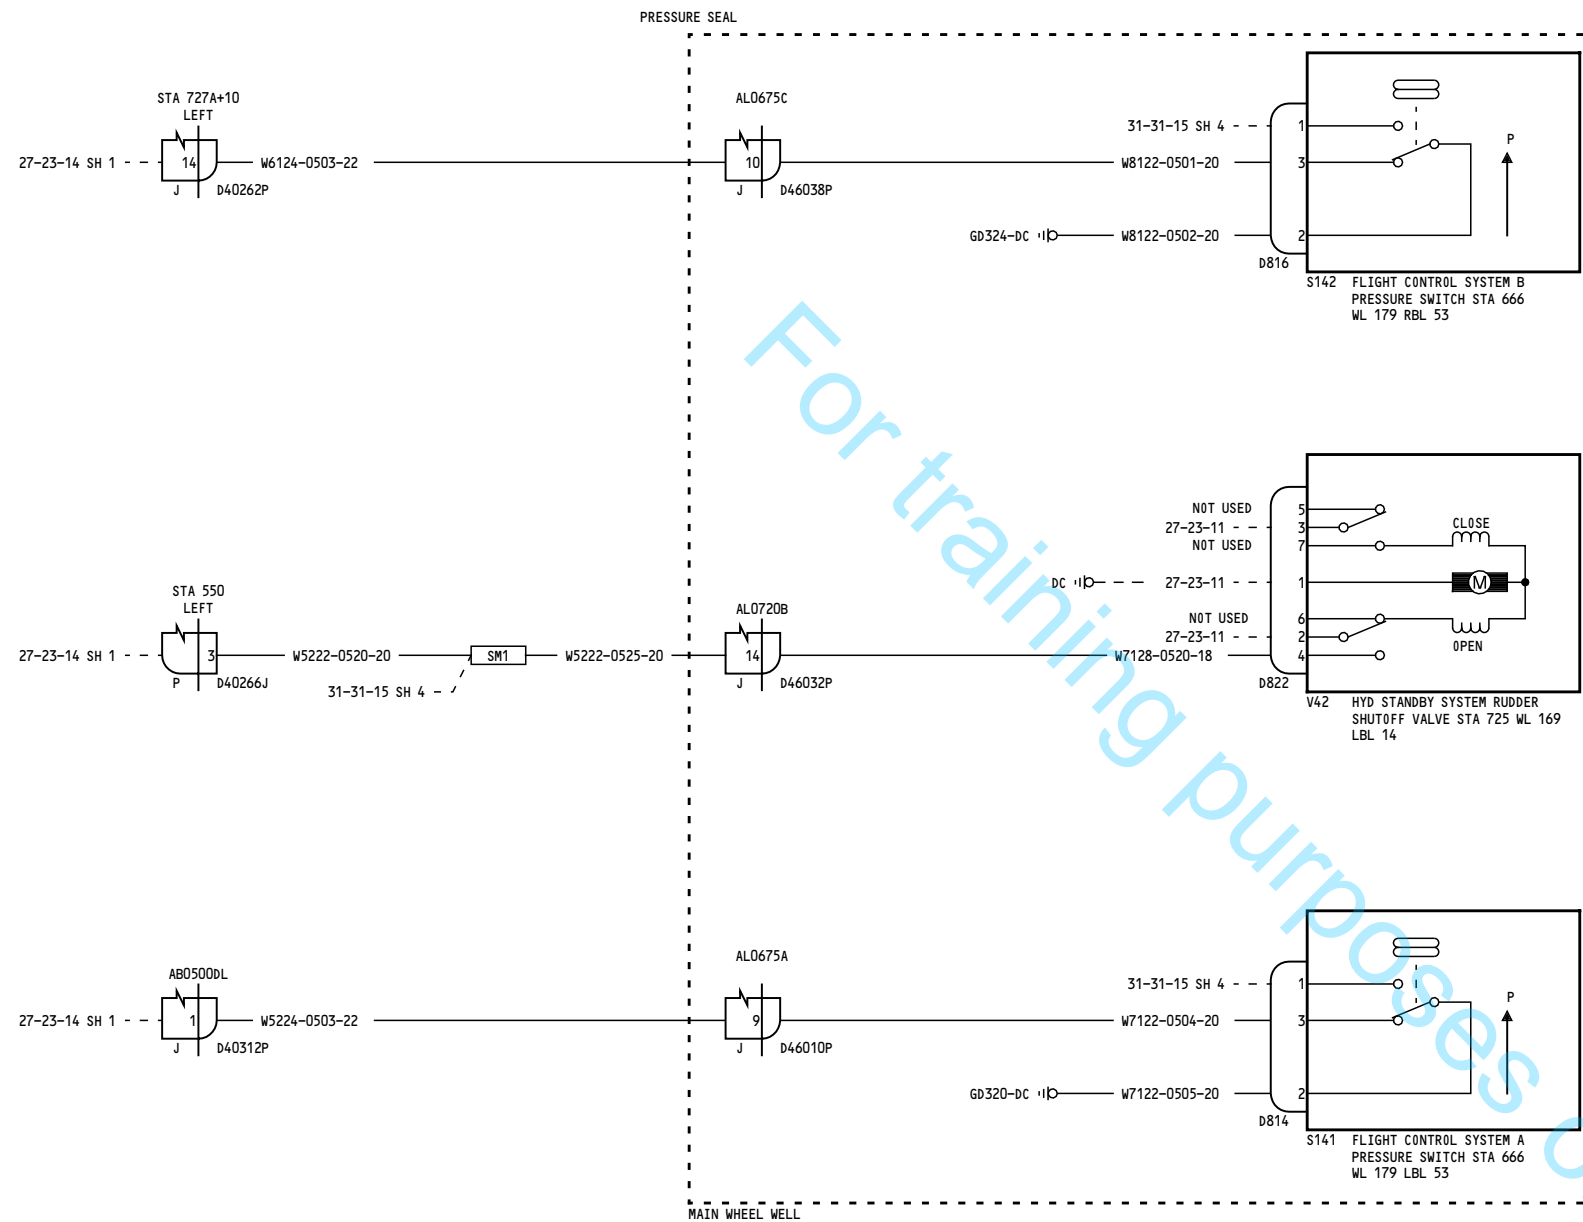 PRESSURE SEAL
STA 727A+10
LEFT
27-23-14 SH 1
14
J
D40262P
W6124-0503-22
AL0675C
10
J
D46038P
31-31-15 SH 4
W8122-0501-20
GD324-DC
W8122-0502-20
1
3
2
D816
P
S142 FLIGHT CONTROL SYSTEM B
PRESSURE SWITCH STA 666
WL 179 RBL 53
STA 550
LEFT
27-23-14 SH 1
3
P
D40266J
W5222-0520-20
SM1
31-31-15 SH 4
W5222-0525-20
AL0720B
14
J
D46032P
W7128-0520-18
NOT USED
27-23-11
NOT USED
DC
27-23-11
NOT USED
27-23-11
5
3
7
1
6
2
4
D822
CLOSE
M
OPEN
V42 HYD STANDBY SYSTEM RUDDER
SHUTOFF VALVE STA 725 WL 169
LBL 14
AB0500DL
27-23-14 SH 1
1
J
D40312P
W5224-0503-22
AL0675A
9
J
D46010P
31-31-15 SH 4
W7122-0504-20
GD320-DC
W7122-0505-20
1
3
2
D814
P
S141 FLIGHT CONTROL SYSTEM A
PRESSURE SWITCH STA 666
WL 179 LBL 53
MAIN WHEEL WELL
For training purposes o